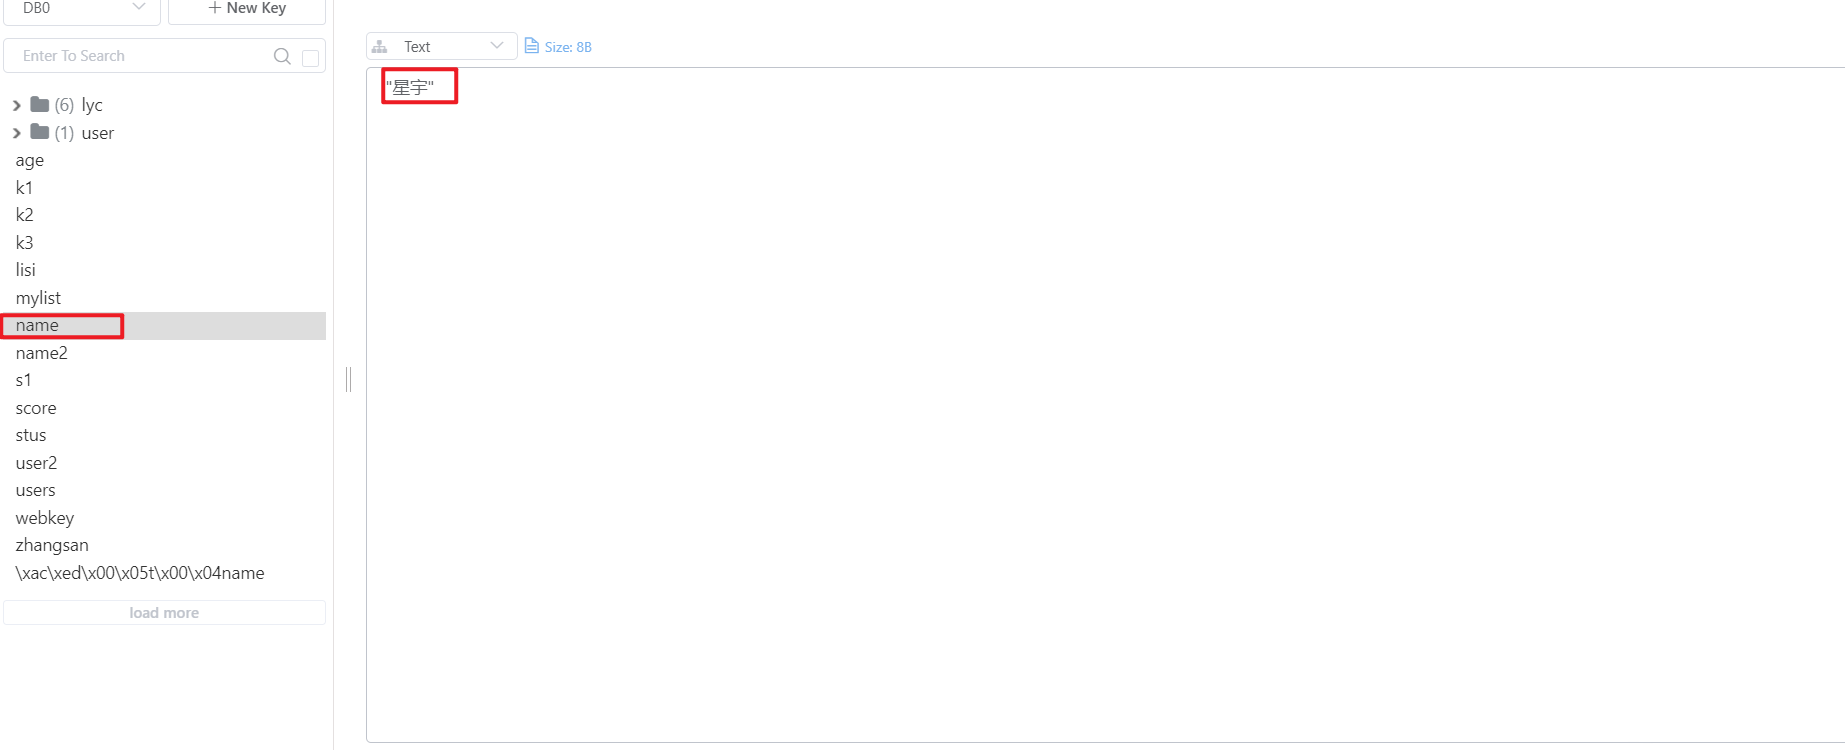 DB0
+ New Key
Enter To Search
(6) lyc
(1) user
age
k1
k2
k3
lisi
mylist
name
name2
s1
score
stus
user2
users
webkey
zhangsan
\xac\xed\x00\x05t\x00\x04name
load more
Text
Size: 8B
"星宇"